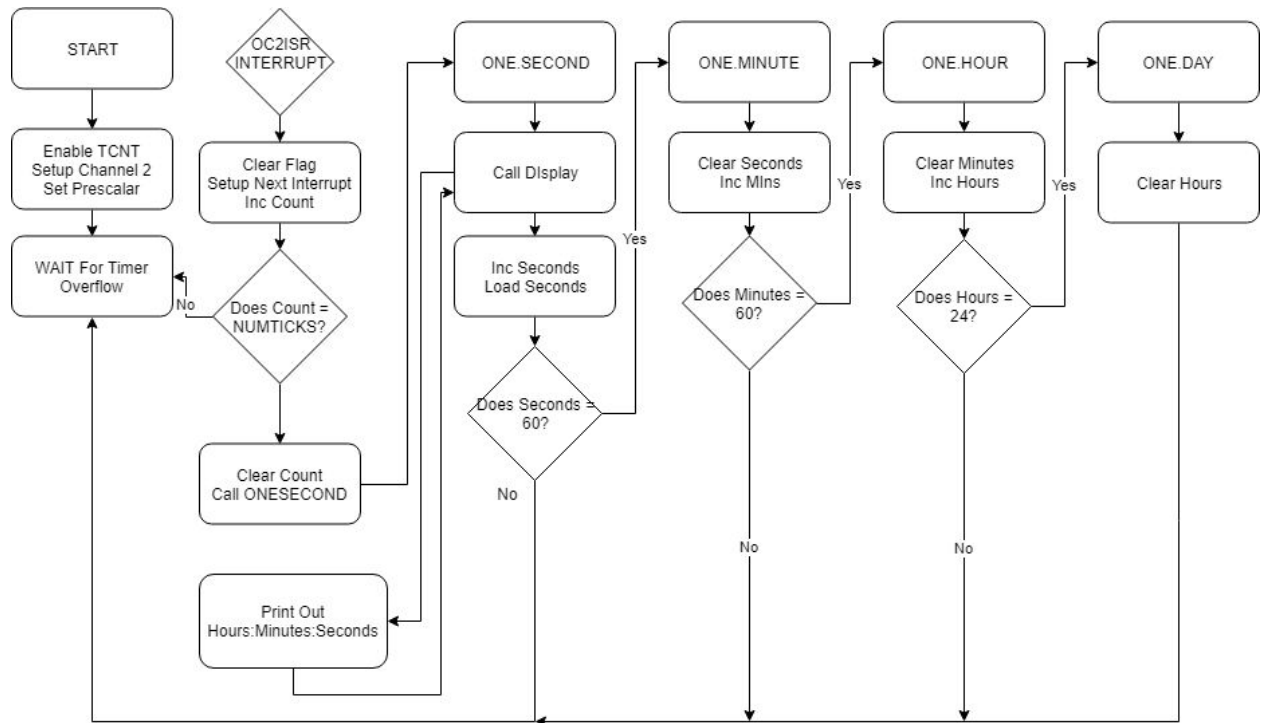 START
Enable TCNT
Setup Channel 2
Set Prescalar
WAIT For Timer
Overflow
OC2ISR
INTERRUPT
Clear Flag
Setup Next Interrupt
Inc Count
Does Count =
NUMTICKS?
No
Clear Count
Call ONESECOND
Print Out
Hours:Minutes:Seconds
ONE.SECOND
Call DIsplay
Inc Seconds
Load Seconds
Does Seconds =
60?
Yes
No
ONE.MINUTE
Clear Seconds
Inc MIns
Does Minutes =
60?
Yes
No
ONE.HOUR
Clear Minutes
Inc Hours
Does Hours =
24?
Yes
No
ONE.DAY
Clear Hours